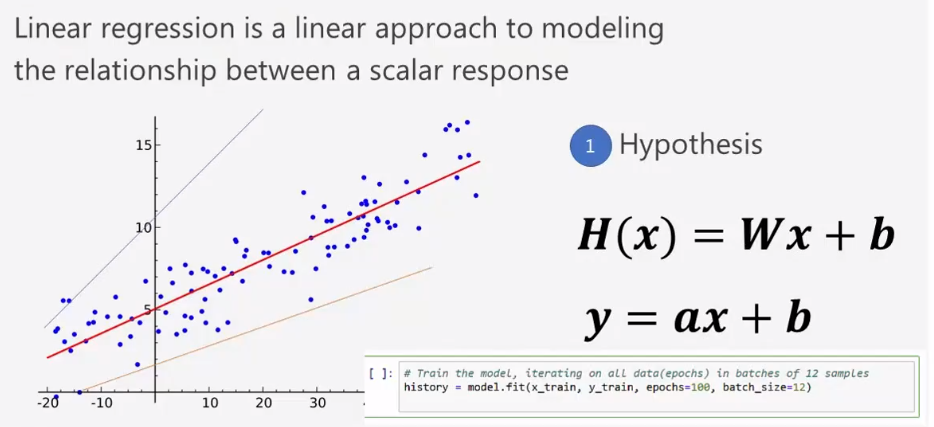 Linear regression is a linear approach to modeling
the relationship between a scalar response
1 Hypothesis
H(x) = Wx + b
y = ax + b
15
10
5
-20 -10 10 20 30
[ ]: # Train the model, iterating on all data(epochs) in batches of 12 samples
history = model.fit(x_train, y_train, epochs=100, batch_size=12)